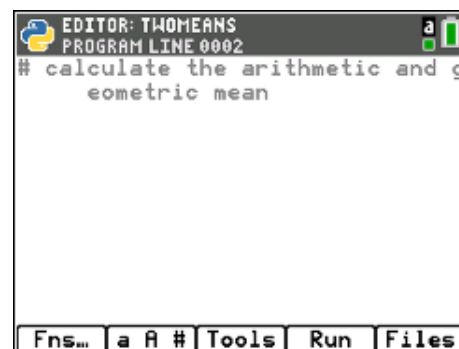 EDITOR: TWOMEANS
PROGRAM LINE 0002
a
# calculate the arithmetic and g
eometric mean
Fns… a A # Tools Run Files